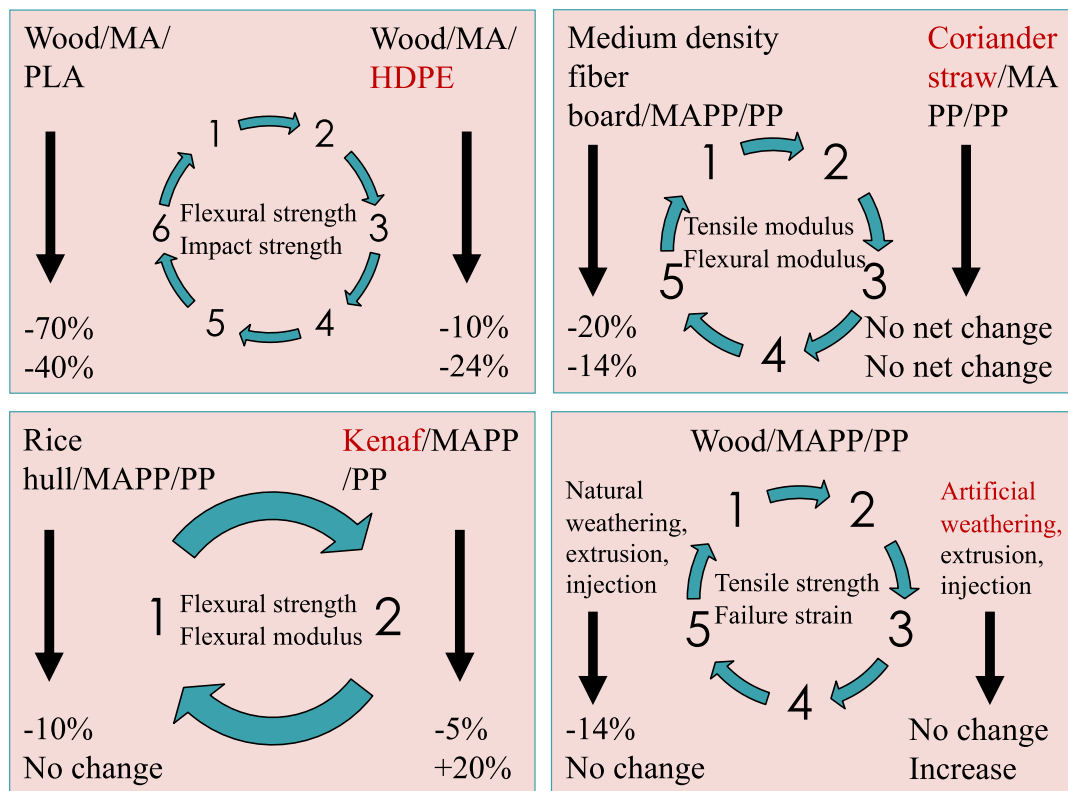 Wood/MA/
PLA
Wood/MA/
HDPE
1
2
3
4
5
6
Flexural strength
Impact strength
-70%
-40%
-10%
-24%
Medium density
fiber
board/MAPP/PP
Coriander
straw/MA
PP/PP
1
2
3
4
5
Tensile modulus
Flexural modulus
-20%
-14%
No net change
No net change
Rice
hull/MAPP/PP
Kenaf/MAPP
/PP
1
2
Flexural strength
Flexural modulus
-10%
No change
-5%
+20%
Wood/MAPP/PP
Natural
weathering,
extrusion,
injection
Artificial
weathering,
extrusion,
injection
1
2
3
4
5
Tensile strength
Failure strain
-14%
No change
No change
Increase